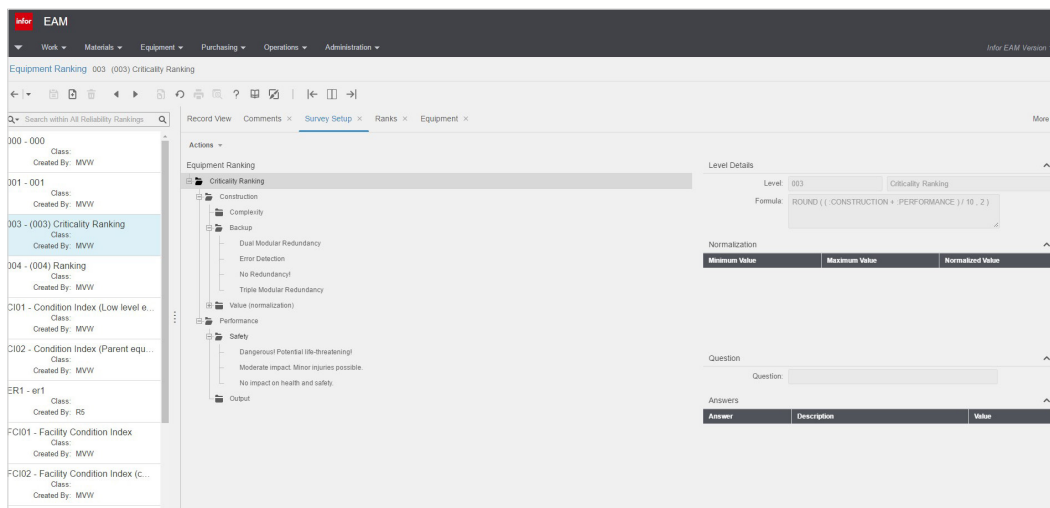 infor EAM
Work Materials Equipment Purchasing Operations Administration Infor EAM Version
Equipment Ranking 003 (003) Criticality Ranking
Search within All Reliability Rankings
Record View Comments × Survey Setup × Ranks × Equipment × More
000 - 000
Class:
Created By: MVW
001 - 001
Class:
Created By: MVW
003 - (003) Criticality Ranking
Class:
Created By: MVW
004 - (004) Ranking
Class:
Created By: MVW
CI01 - Condition Index (Low level e...
Class:
Created By: MVW
CI02 - Condition Index (Parent equ...
Class:
Created By: MVW
ER1 - er1
Class:
Created By: R5
FCI01 - Facility Condition Index
Class:
Created By: MVW
FCI02 - Facility Condition Index (c...
Class:
Created By: MVW
Actions
Equipment Ranking
Criticality Ranking
Construction
Complexity
Backup
Dual Modular Redundancy
Error Detection
No Redundancy!
Triple Modular Redundancy
Value (normalization)
Performance
Safety
Dangerous! Potential life-threatening!
Moderate impact. Minor injuries possible.
No impact on health and safety.
Output
Level Details
Level: 003 Criticality Ranking
Formula: ROUND ( ( :CONSTRUCTION + :PERFORMANCE ) / 10 , 2 )
Normalization
Minimum Value Maximum Value Normalized Value
Question
Question:
Answers
Answer Description Value